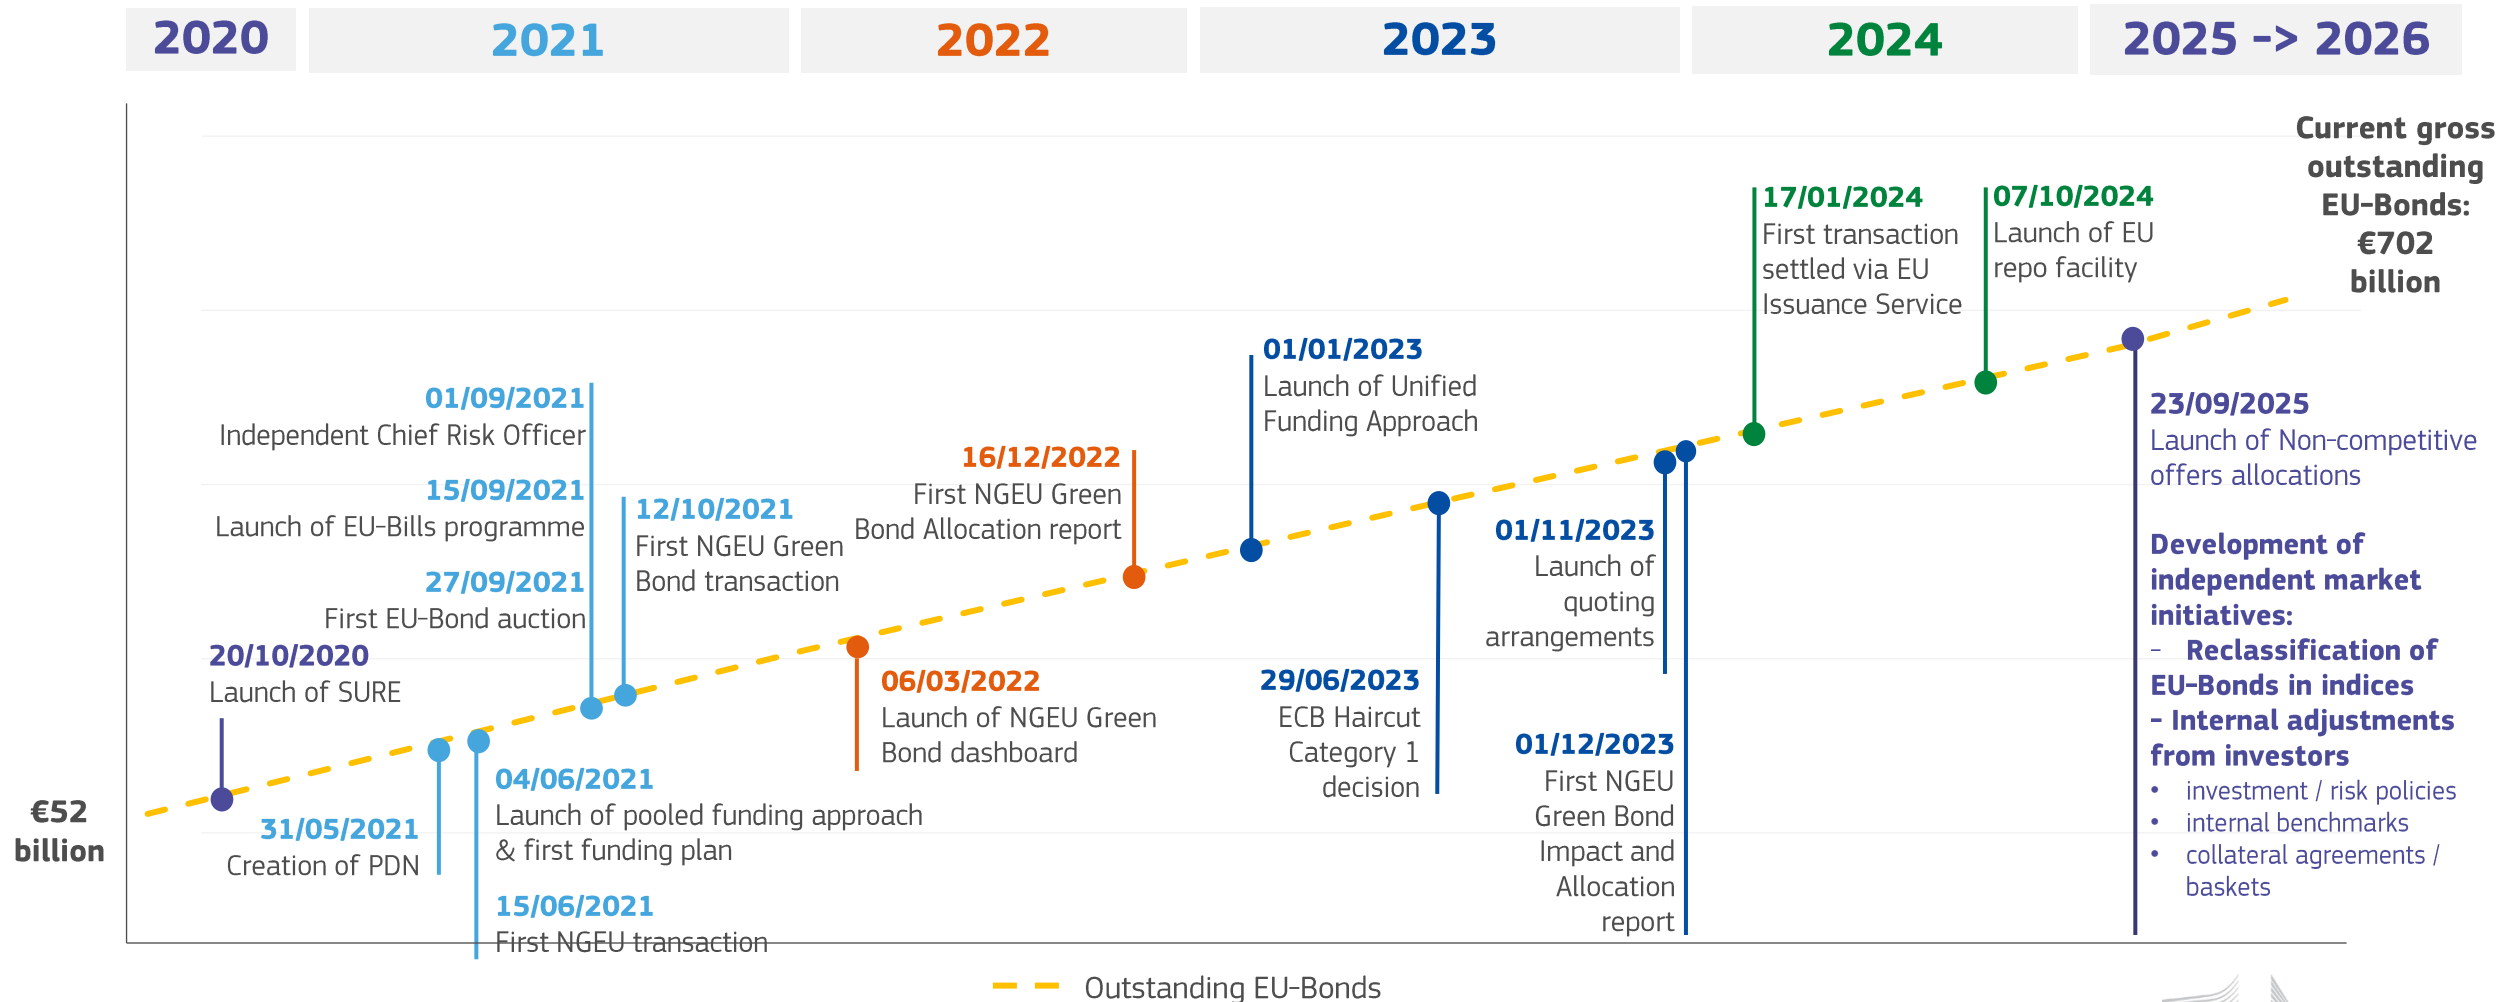 2020
2021
2022
2023
2024
2025 -> 2026
Current gross
outstanding
EU-Bonds:
€702
billion
17/01/2024
First transaction
settled via EU
Issuance Service
07/10/2024
Launch of EU
repo facility
01/01/2023
Launch of Unified
Funding Approach
01/09/2021
Independent Chief Risk Officer
15/09/2021
Launch of EU-Bills programme
27/09/2021
First EU-Bond auction
12/10/2021
First NGEU Green
Bond transaction
16/12/2022
First NGEU Green
Bond Allocation report
23/09/2025
Launch of Non-competitive
offers allocations
Development of
independent market
initiatives:
- Reclassification of
EU-Bonds in indices
- Internal adjustments
from investors
• investment / risk policies
• internal benchmarks
• collateral agreements /
baskets
01/11/2023
Launch of
quoting
arrangements
20/10/2020
Launch of SURE
06/03/2022
Launch of NGEU Green
Bond dashboard
29/06/2023
ECB Haircut
Category 1
decision
01/12/2023
First NGEU
Green Bond
Impact and
Allocation
report
€52
billion
31/05/2021
Creation of PDN
04/06/2021
Launch of pooled funding approach
& first funding plan
15/06/2021
First NGEU transaction
Outstanding EU-Bonds